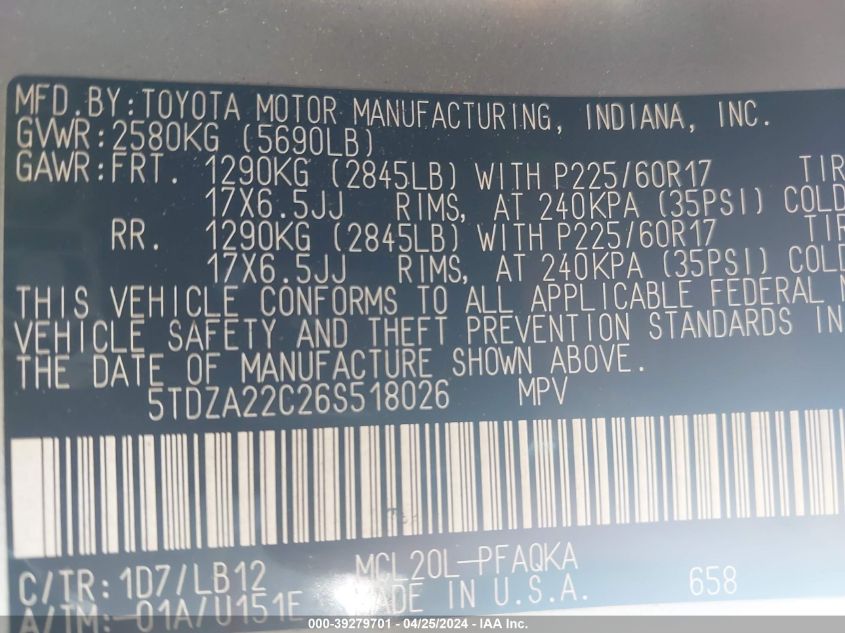 MFD.BY:TOYOTA MOTOR MANUFACTURING, INDIANA, INC.
GVWR:2580KG (5690LB)
GAWR:FRT. 1290KG (2845LB) WITH P225/60R17 TIR
17X6.5JJ RIMS, AT 240KPA (35PSI) COLD
RR. 1290KG (2845LB) WITH P225/60R17 TIR
17X6.5JJ RIMS, AT 240KPA (35PSI) COLD
THIS VEHICLE CONFORMS TO ALL APPLICABLE FEDERAL
VEHICLE SAFETY AND THEFT PREVENTION STANDARDS IN
THE DATE OF MANUFACTURE SHOWN ABOVE.
5TDZA22C26S518026 MPV
C/TR:1D7/LB12 MCL20L-PFAQKA
A/TM:-01A/U151E MADE IN U.S.A. 658
000-39279701 - 04/25/2024 - IAA, Inc.